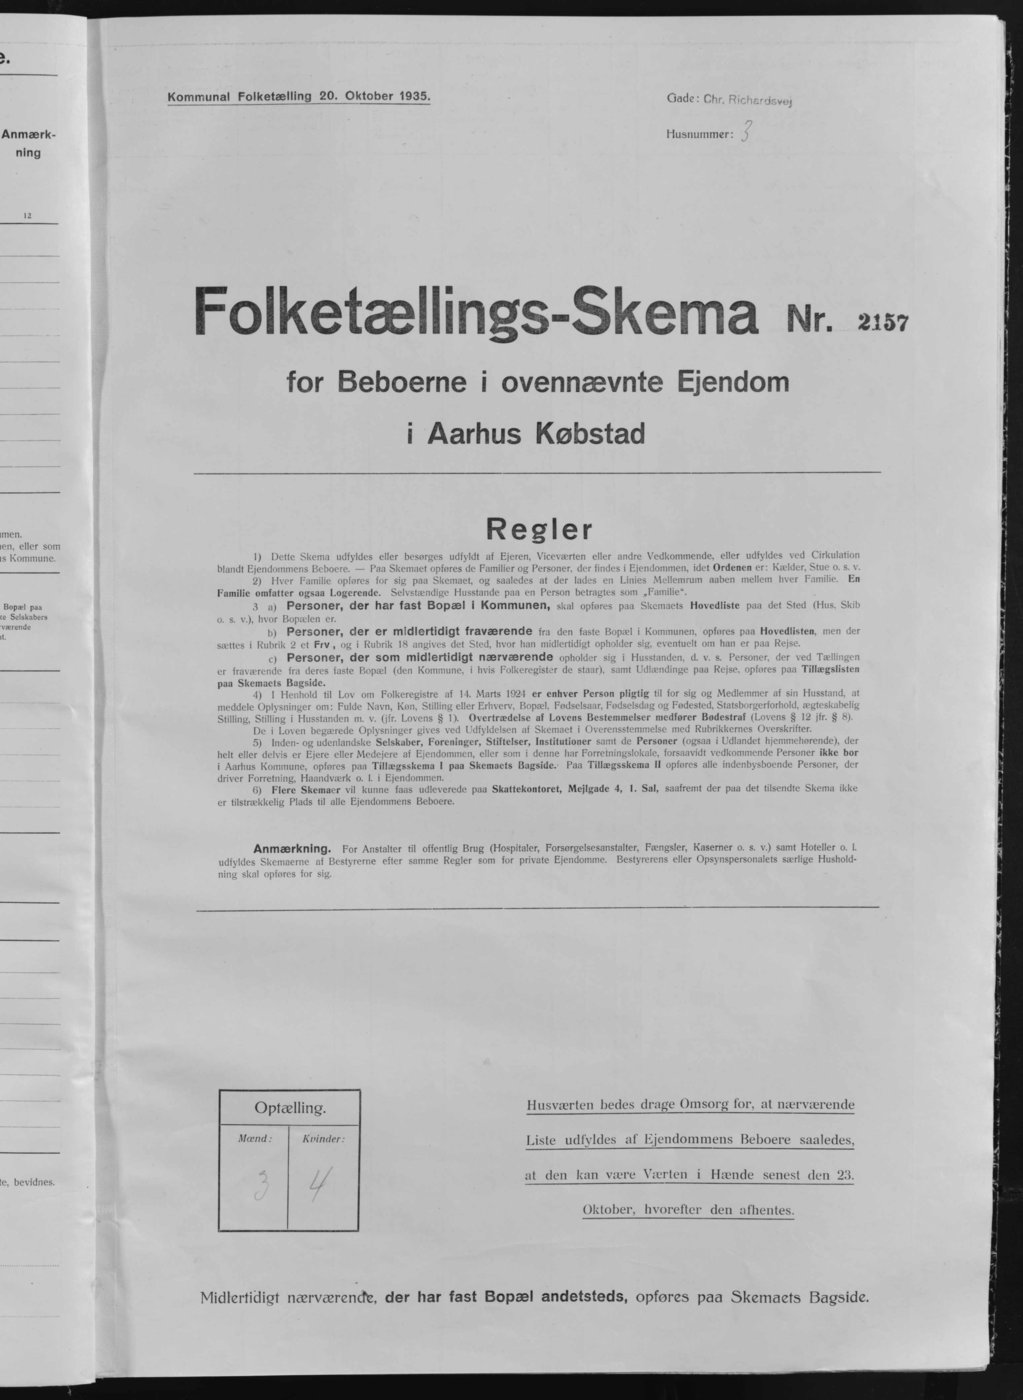 e.
Anmærk-
ning
12
men.
en, eller som
s Kommune.
Bopæl paa
te Selskabers
rværende
t.
te, bevidnes.
Kommunal Folketælling 20. Oktober 1935.
Gade: Chr. Richardsvej
Husnummer: 3
Folketællings-Skema Nr. 2157
for Beboerne i ovennævnte Ejendom
i Aarhus Købstad
Regler
1) Dette Skema udfyldes eller besørges udfyldt af Ejeren, Viceværten eller andre Vedkommende, eller udfyldes ved Cirkulation
blandt Ejendommens Beboere. — Paa Skemaet opføres de Familier og Personer, der findes i Ejendommen, idet Ordenen er: Kælder, Stue o. s. v.
2) Hver Familie opføres for sig paa Skemaet, og saaledes at der lades en Linies Mellemrum aaben mellem hver Familie. En
Familie omfatter ogsaa Logerende. Selvstændige Husstande paa en Person betragtes som „Familie“.
3 a) Personer, der har fast Bopæl i Kommunen, skal opføres paa Skemaets Hovedliste paa det Sted (Hus, Skib
o. s. v.), hvor Bopælen er.
b) Personer, der er midlertidigt fraværende fra den faste Bopæl i Kommunen, opføres paa Hovedlisten, men der
sættes i Rubrik 2 et Frv, og i Rubrik 18 angives det Sted, hvor han midlertidigt opholder sig, eventuelt om han er paa Rejse.
c) Personer, der som midlertidigt nærværende opholder sig i Husstanden, d. v. s. Personer, der ved Tællingen
er fraværende fra deres faste Bopæl (den Kommune, i hvis Folkeregister de staar), samt Udlændinge paa Rejse, opføres paa Tillægslisten
paa Skemaets Bagside.
4) I Henhold til Lov om Folkeregistre af 14. Marts 1924 er enhver Person pligtig til for sig og Medlemmer af sin Husstand, at
meddele Oplysninger om: Fulde Navn, Køn, Stilling eller Erhverv, Bopæl, Fødselsaar, Fødselsdag og Fødested, Statsborgerforhold, ægteskabelig
Stilling, Stilling i Husstanden m. v. (jfr. Lovens § 1). Overtrædelse af Lovens Bestemmelser medfører Bødestraf (Lovens § 12 jfr. § 8).
De i Loven begærede Oplysninger gives ved Udfyldelsen af Skemaet i Overensstemmelse med Rubrikkernes Overskrifter.
5) Inden- og udenlandske Selskaber, Foreninger, Stiftelser, Institutioner samt de Personer (ogsaa i Udlandet hjemmehørende), der
helt eller delvis er Ejere eller Medejere af Ejendommen, eller som i denne har Forretningslokale, forsaavidt vedkommende Personer ikke bor
i Aarhus Kommune, opføres paa Tillægsskema I paa Skemaets Bagside. Paa Tillægsskema II opføres alle indenbysboende Personer, der
driver Forretning, Haandværk o. l. i Ejendommen.
6) Flere Skemaer vil kunne faas udleverede paa Skattekontoret, Mejlgade 4, 1. Sal, saafremt der paa det tilsendte Skema ikke
er tilstrækkelig Plads til alle Ejendommens Beboere.
Anmærkning. For Anstalter til offentlig Brug (Hospitaler, Forsørgelsesanstalter, Fængsler, Kaserner o. s. v.) samt Hoteller o. l.
udfyldes Skemaerne af Bestyrerne efter samme Regler som for private Ejendomme. Bestyrerens eller Opsynspersonalets særlige Hushold-
ning skal opføres for sig.
Optælling.
Mænd: Kvinder:
3 4
Husværten bedes drage Omsorg for, at nærværende
Liste udfyldes af Ejendommens Beboere saaledes,
at den kan være Værten i Hænde senest den 23.
Oktober, hvorefter den afhentes.
Midlertidigt nærværende, der har fast Bopæl andetsteds, opføres paa Skemaets Bagside.